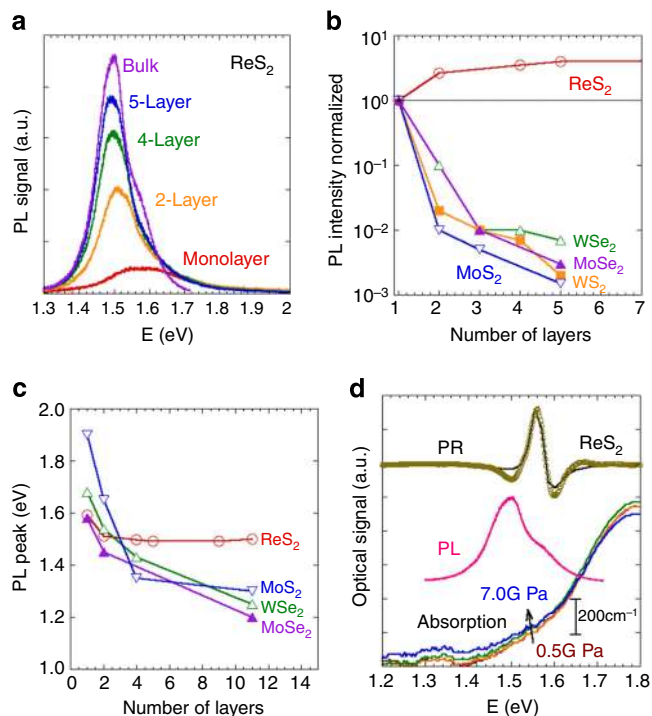 a
ReS2
Bulk
5-Layer
4-Layer
2-Layer
Monolayer
PL signal (a.u.)
1.3 1.4 1.5 1.6 1.7 1.8 1.9 2
E (eV)
b
10¹
10⁰
10⁻¹
10⁻²
10⁻³
PL intensity normalized
ReS₂
WSe₂
MoSe₂
WS₂
MoS₂
1 2 3 4 5 6 7
Number of layers
c
2.0
1.8
1.6
1.4
1.2
1.0
PL peak (eV)
ReS₂
MoS₂
WSe₂
MoSe₂
0 2 4 6 8 10 12 14
Number of layers
d
PR
ReS₂
PL
7.0G Pa
Absorption
200cm⁻¹
0.5G Pa
Optical signal (a.u.)
1.2 1.3 1.4 1.5 1.6 1.7 1.8
E (eV)